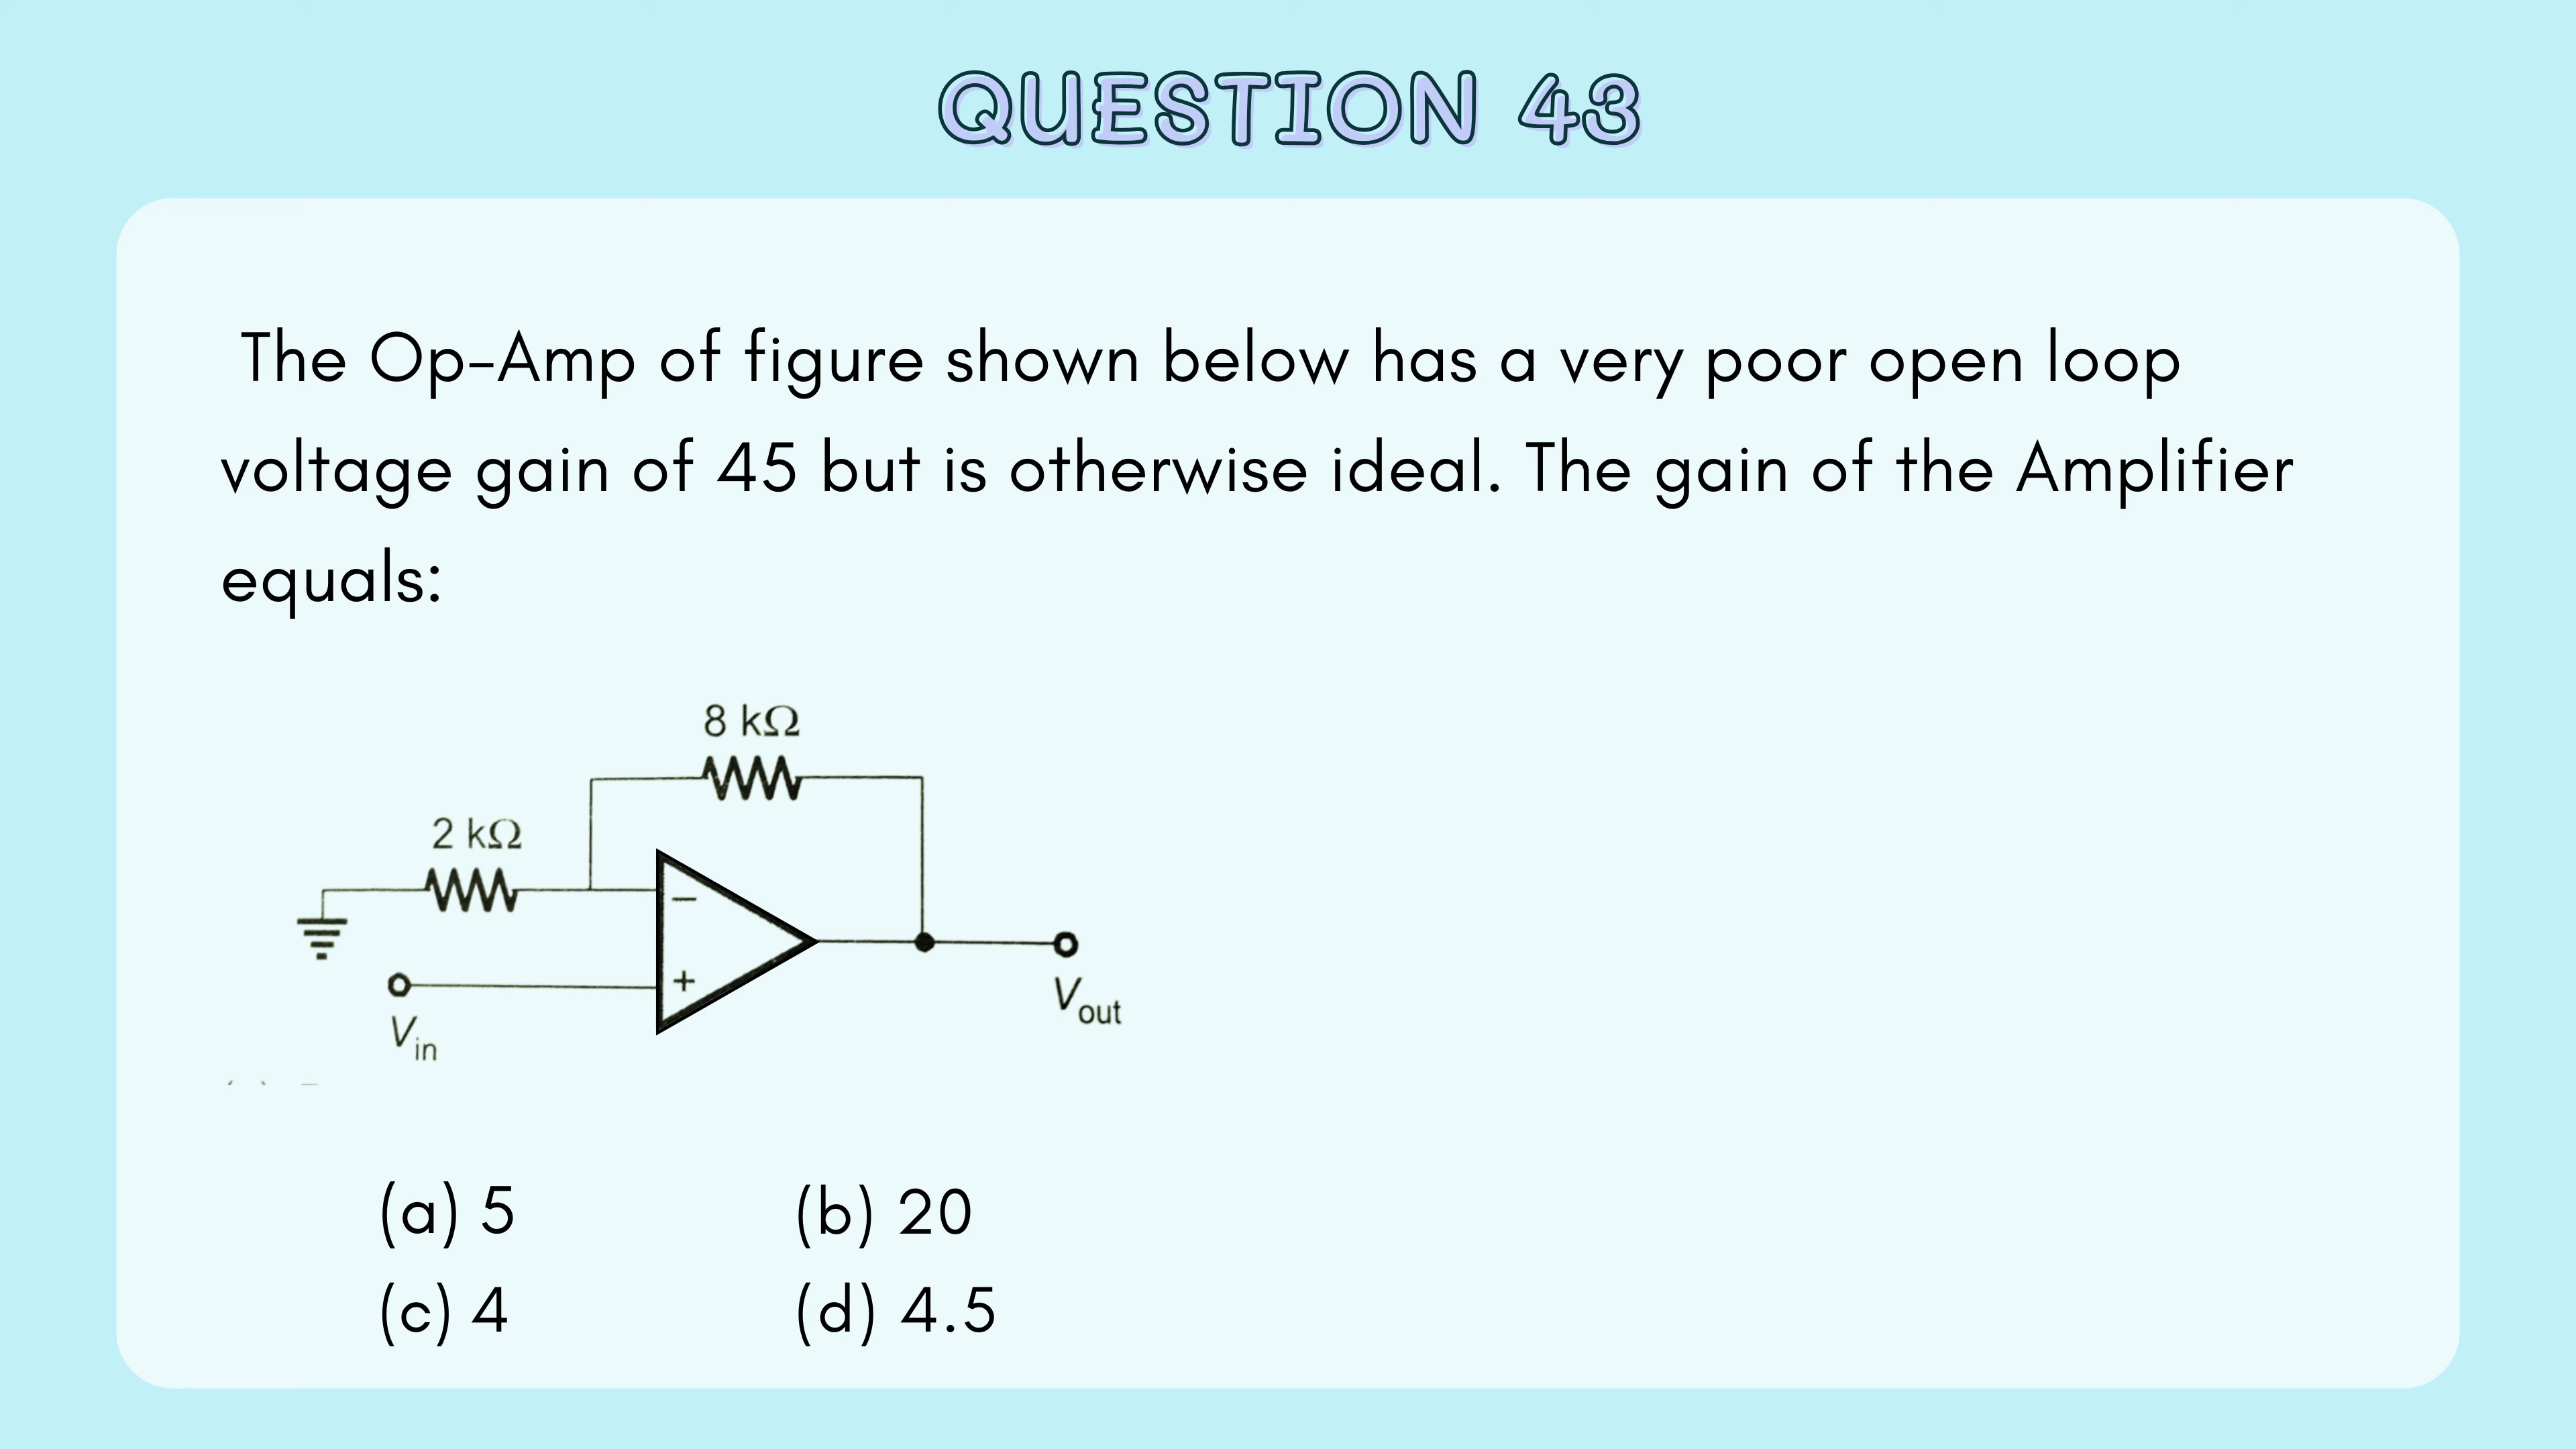 QUESTION 43
The Op-Amp of figure shown below has a very poor open loop
voltage gain of 45 but is otherwise ideal. The gain of the Amplifier
equals:
8 kΩ
2 kΩ
−
+
Vin
Vout
(a) 5 (b) 20
(c) 4 (d) 4.5